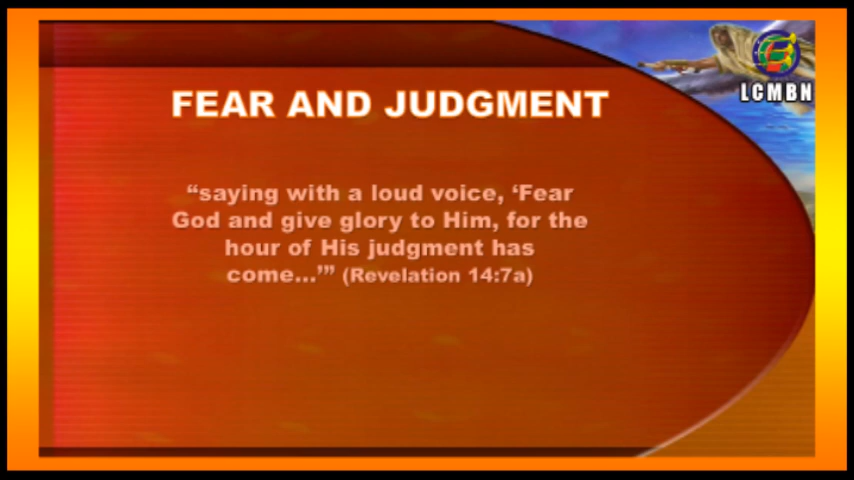 LCMBN
FEAR AND JUDGMENT
“saying with a loud voice, ‘Fear
God and give glory to Him, for the
hour of His judgment has
come...’” (Revelation 14:7a)